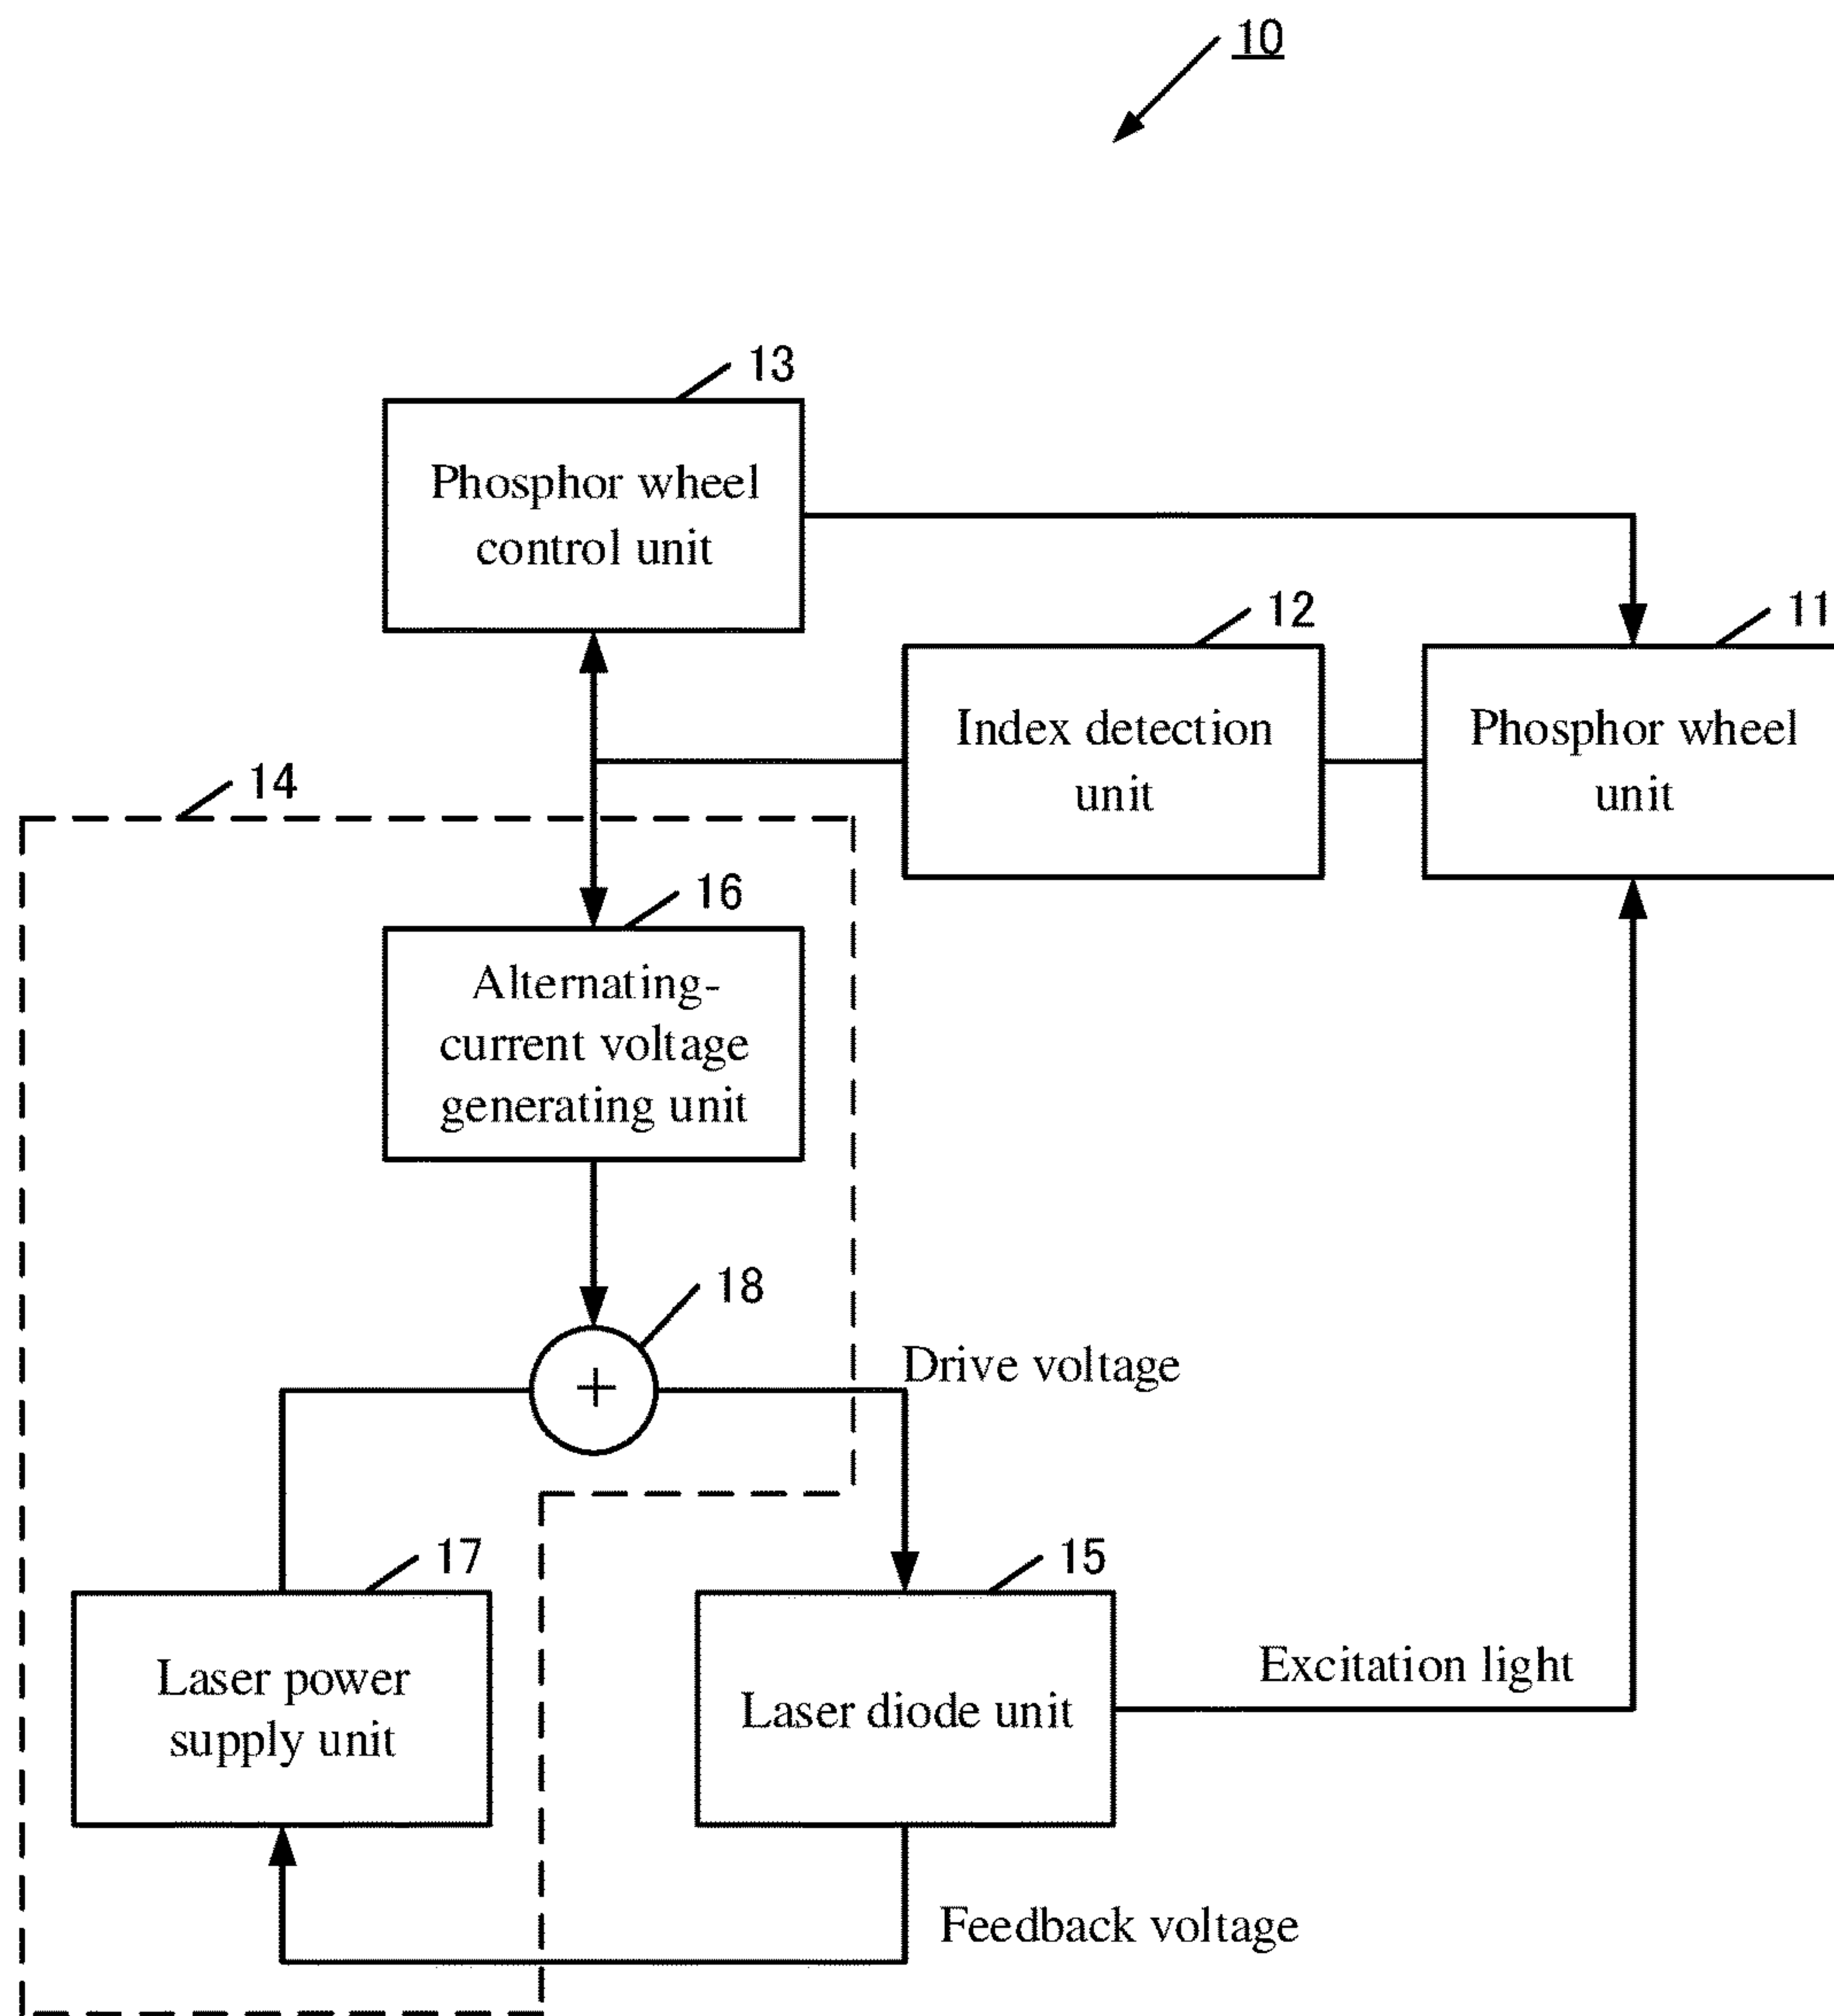 10
13
Phosphor wheel
control unit
12
11
Index detection
unit
Phosphor wheel
unit
14
16
Alternating-
current voltage
generating unit
18
+
Drive voltage
17
15
Laser power
supply unit
Laser diode unit
Excitation light
Feedback voltage